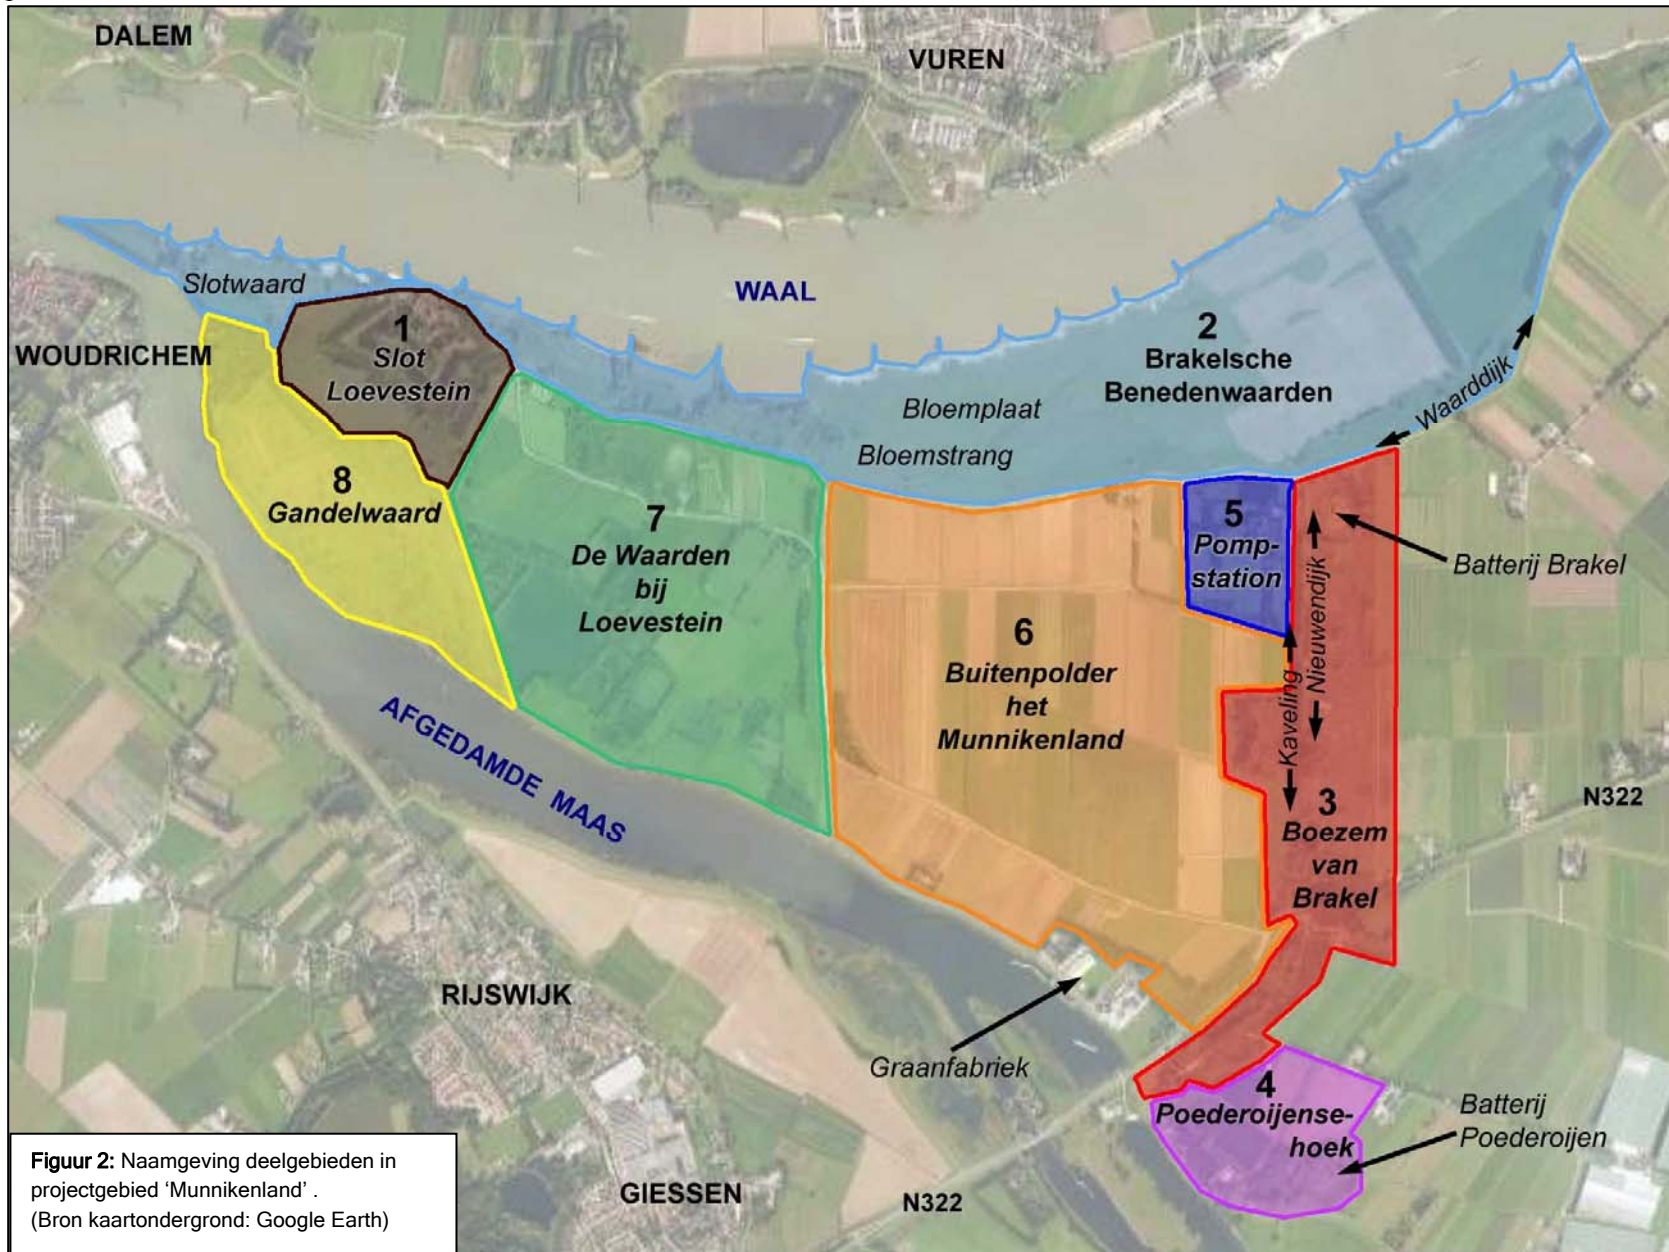 DALEM
VUREN
Slotwaard
WAAL
1
Slot
Loevestein
2
Brakelsche
Benedenwaarden
WOUDRICHEM
Waarddijk
Bloemplaat
Bloemstrang
8
Gandelwaard
7
De Waarden
bij
Loevestein
5
Pomp-
station
Batterij Brakel
Nieuwendijk
Kaveling
6
Buitenpolder
het
Munnikenland
AFGEDAMDE MAAS
3
Boezem
van
Brakel
N322
RIJSWIJK
Graanfabriek
4
Poederoijense-
hoek
Batterij
Poederoijen
GIESSEN
N322
Figuur 2: Naamgeving deelgebieden in
projectgebied ‘Munnikenland’ .
(Bron kaartondergrond: Google Earth)